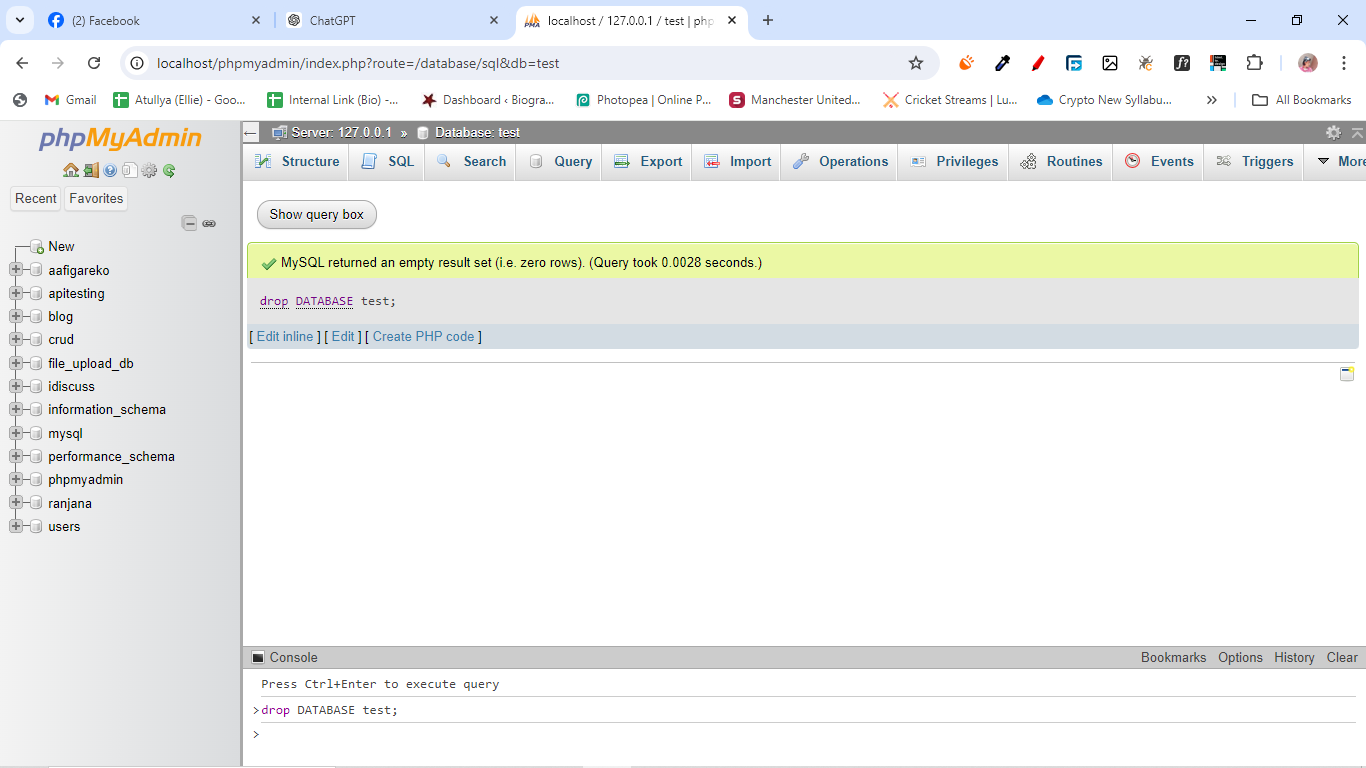 (2) Facebook
ChatGPT
localhost / 127.0.0.1 / test | php
localhost/phpmyadmin/index.php?route=/database/sql&db=test
Gmail
Atullya (Ellie) - Goo...
Internal Link (Bio) -...
Dashboard ‹ Biogra...
Photopea | Online P...
Manchester United...
Cricket Streams | Lu...
Crypto New Syllabu...
»
All Bookmarks
phpMyAdmin
Recent
Favorites
New
aafigareko
apitesting
blog
crud
file_upload_db
idiscuss
information_schema
mysql
performance_schema
phpmyadmin
ranjana
users
Server: 127.0.0.1 » Database: test
Structure
SQL
Search
Query
Export
Import
Operations
Privileges
Routines
Events
Triggers
More
Show query box
MySQL returned an empty result set (i.e. zero rows). (Query took 0.0028 seconds.)
drop DATABASE test;
[ Edit inline ] [ Edit ] [ Create PHP code ]
Console
Bookmarks
Options
History
Clear
Press Ctrl+Enter to execute query
>drop DATABASE test;
>